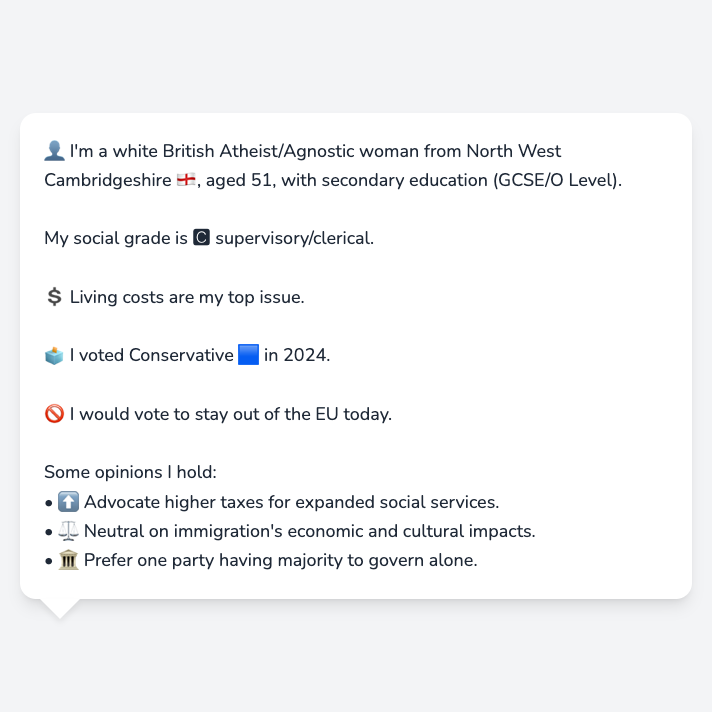 👤 I'm a white British Atheist/Agnostic woman from North West
Cambridgeshire 🏴󠁧󠁢󠁥󠁮󠁧󠁿, aged 51, with secondary education (GCSE/O Level).
My social grade is 🅲 supervisory/clerical.
💲 Living costs are my top issue.
🗳️ I voted Conservative 🟦 in 2024.
🚫 I would vote to stay out of the EU today.
Some opinions I hold:
• ⬆️ Advocate higher taxes for expanded social services.
• ⚖️ Neutral on immigration's economic and cultural impacts.
• 🏛️ Prefer one party having majority to govern alone.